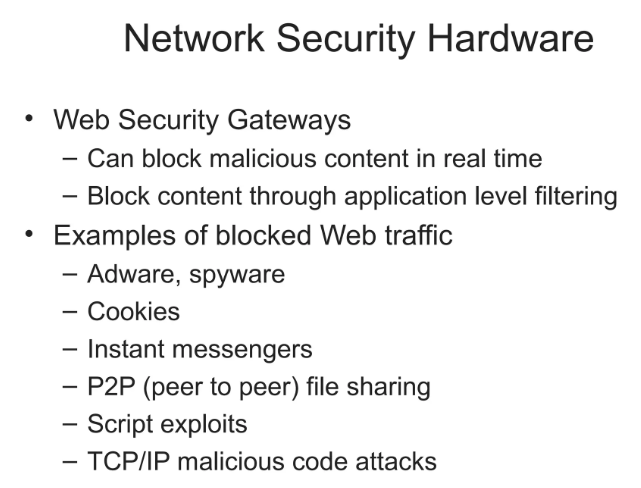 Network Security Hardware
• Web Security Gateways
– Can block malicious content in real time
– Block content through application level filtering
• Examples of blocked Web traffic
– Adware, spyware
– Cookies
– Instant messengers
– P2P (peer to peer) file sharing
– Script exploits
– TCP/IP malicious code attacks